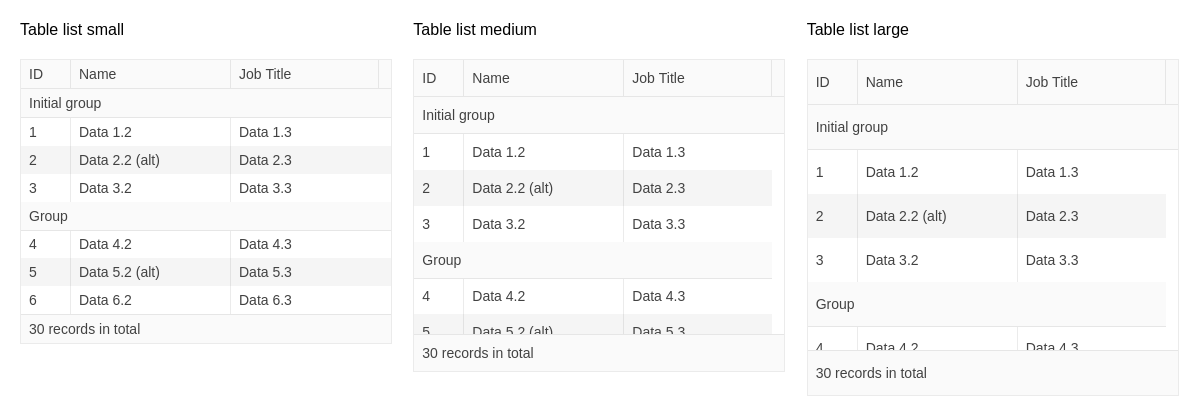 Table list small
ID Name Job Title
Initial group
1 Data 1.2 Data 1.3
2 Data 2.2 (alt) Data 2.3
3 Data 3.2 Data 3.3
Group
4 Data 4.2 Data 4.3
5 Data 5.2 (alt) Data 5.3
6 Data 6.2 Data 6.3
30 records in total
Table list medium
ID Name Job Title
Initial group
1 Data 1.2 Data 1.3
2 Data 2.2 (alt) Data 2.3
3 Data 3.2 Data 3.3
Group
4 Data 4.2 Data 4.3
5 Data 5.2 (alt) Data 5.3
30 records in total
Table list large
ID Name Job Title
Initial group
1 Data 1.2 Data 1.3
2 Data 2.2 (alt) Data 2.3
3 Data 3.2 Data 3.3
Group
4 Data 4.2 Data 4.3
30 records in total